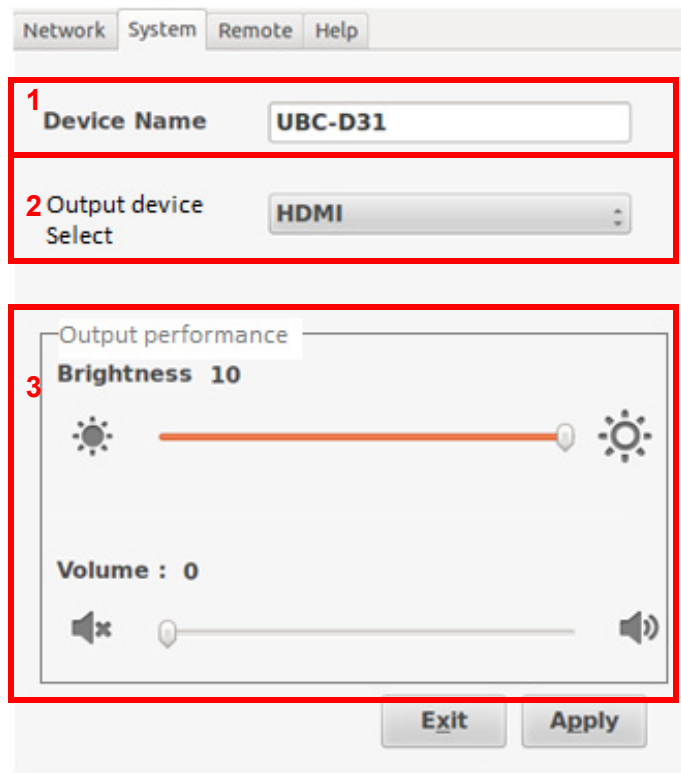 Network System Remote Help
1
Device Name UBC-D31
2 Output device
Select
HDMI
Output performance
3
Brightness 10
Volume : 0
Exit Apply